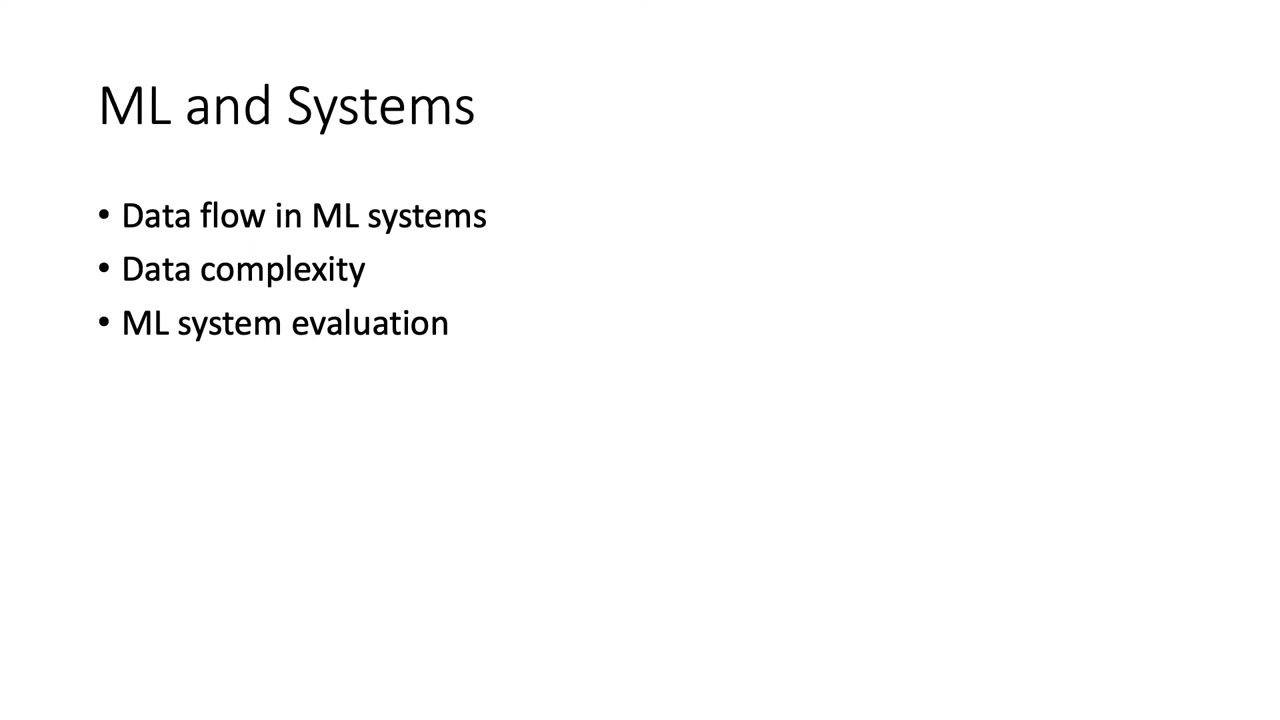 ML and Systems
• Data flow in ML systems
• Data complexity
• ML system evaluation